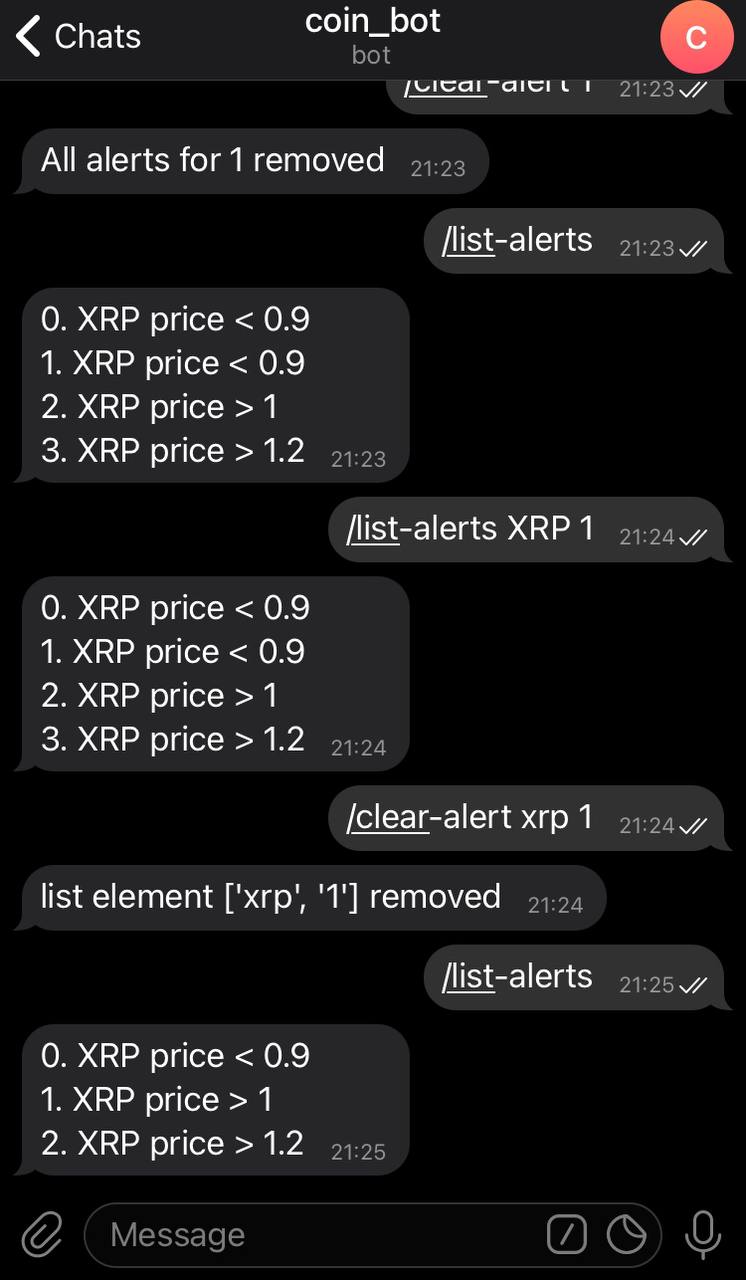 Chats
coin_bot
bot
C
/clear-alert 1 21:23
All alerts for 1 removed 21:23
/list-alerts 21:23
0. XRP price < 0.9
1. XRP price < 0.9
2. XRP price > 1
3. XRP price > 1.2 21:23
/list-alerts XRP 1 21:24
0. XRP price < 0.9
1. XRP price < 0.9
2. XRP price > 1
3. XRP price > 1.2 21:24
/clear-alert xrp 1 21:24
list element ['xrp', '1'] removed 21:24
/list-alerts 21:25
0. XRP price < 0.9
1. XRP price > 1
2. XRP price > 1.2 21:25
Message